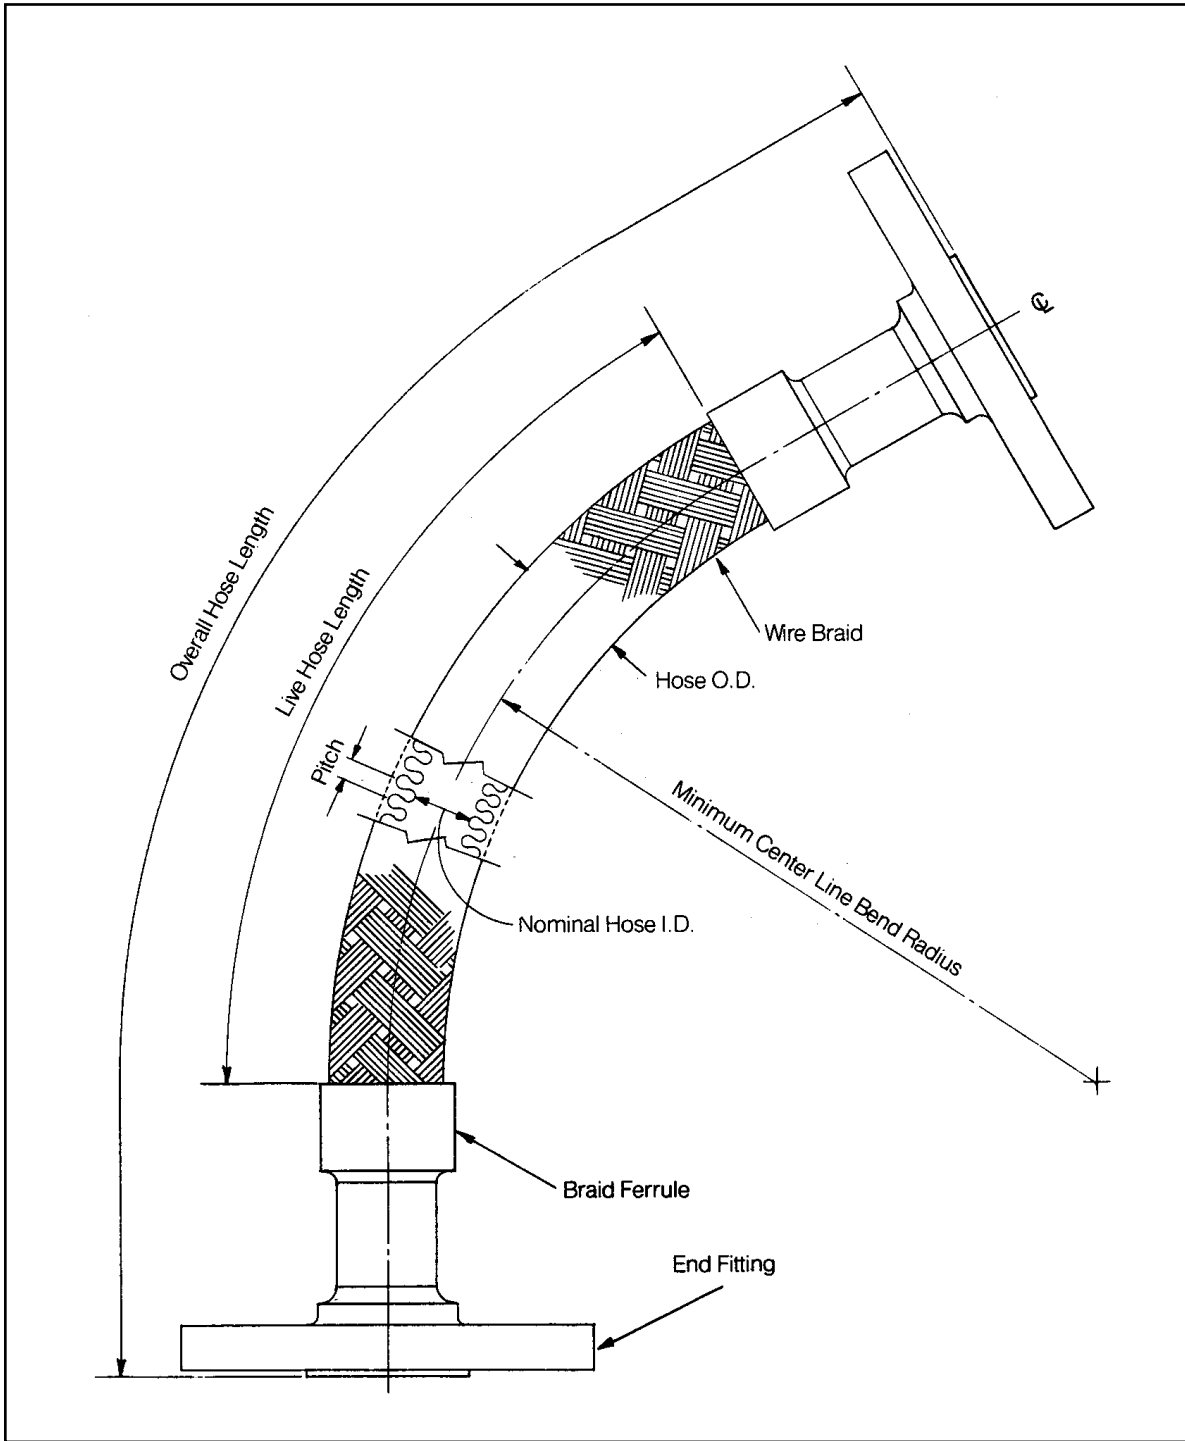 ℄
Overall Hose Length
Live Hose Length
Wire Braid
Hose O.D.
Pitch
Minimum Center Line Bend Radius
Nominal Hose I.D.
Braid Ferrule
End Fitting